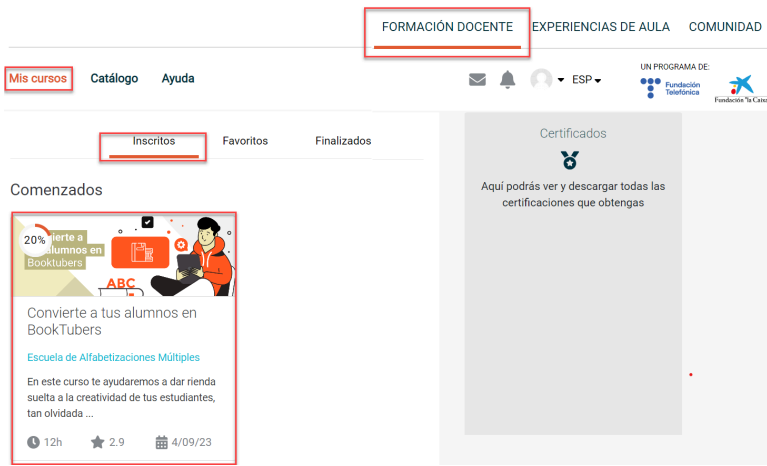 FORMACIÓN DOCENTE EXPERIENCIAS DE AULA COMUNIDAD
Mis cursos Catálogo Ayuda
ESP
UN PROGRAMA DE:
Fundación
Telefónica
Fundación "la Caixa
Inscritos Favoritos Finalizados
Certificados
Aquí podrás ver y descargar todas las
certificaciones que obtengas
Comenzados
20%
ierte a
alumnos en
Booktubers
ABC
Convierte a tus alumnos en
BookTubers
Escuela de Alfabetizaciones Múltiples
En este curso te ayudaremos a dar rienda
suelta a la creatividad de tus estudiantes,
tan olvidada ...
12h 2.9 4/09/23